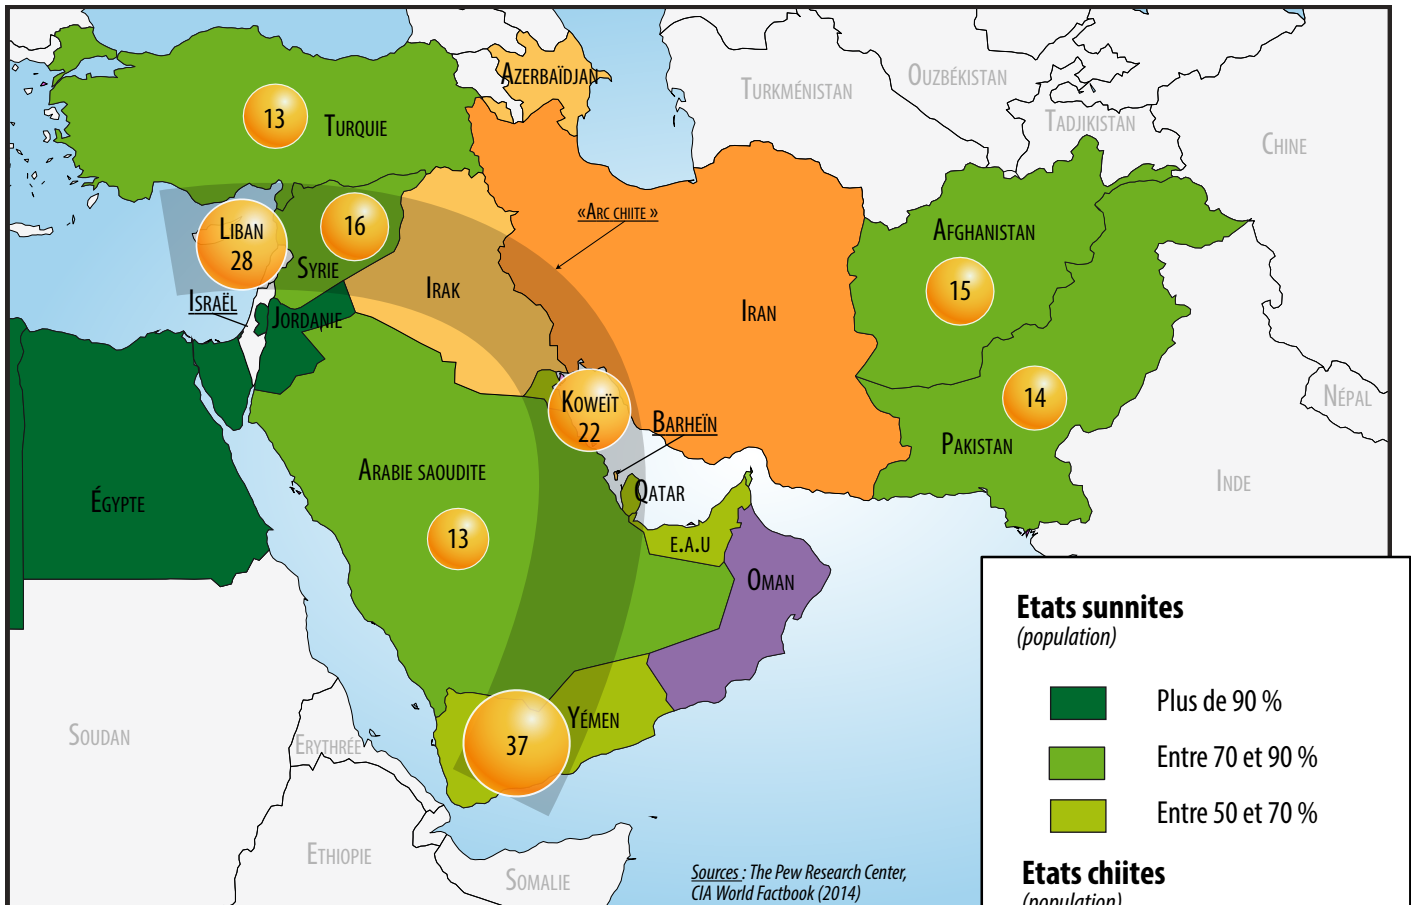 Azerbaïdjan
Turkménistan
Ouzbékistan
Tadjikistan
Chine
13
Turquie
«Arc chiite »
Liban
28
16
Syrie
Afghanistan
15
Israël
Jordanie
Irak
Iran
Koweït
22
Barheïn
14
Népal
Pakistan
Arabie saoudite
Qatar
Inde
Égypte
13
E.A.U
Oman
Yémen
37
Soudan
Erythrée
Ethiopie
Somalie
Sources : The Pew Research Center,
CIA World Factbook (2014)
Etats sunnites
(population)
Plus de 90 %
Entre 70 et 90 %
Entre 50 et 70 %
Etats chiites
(population)